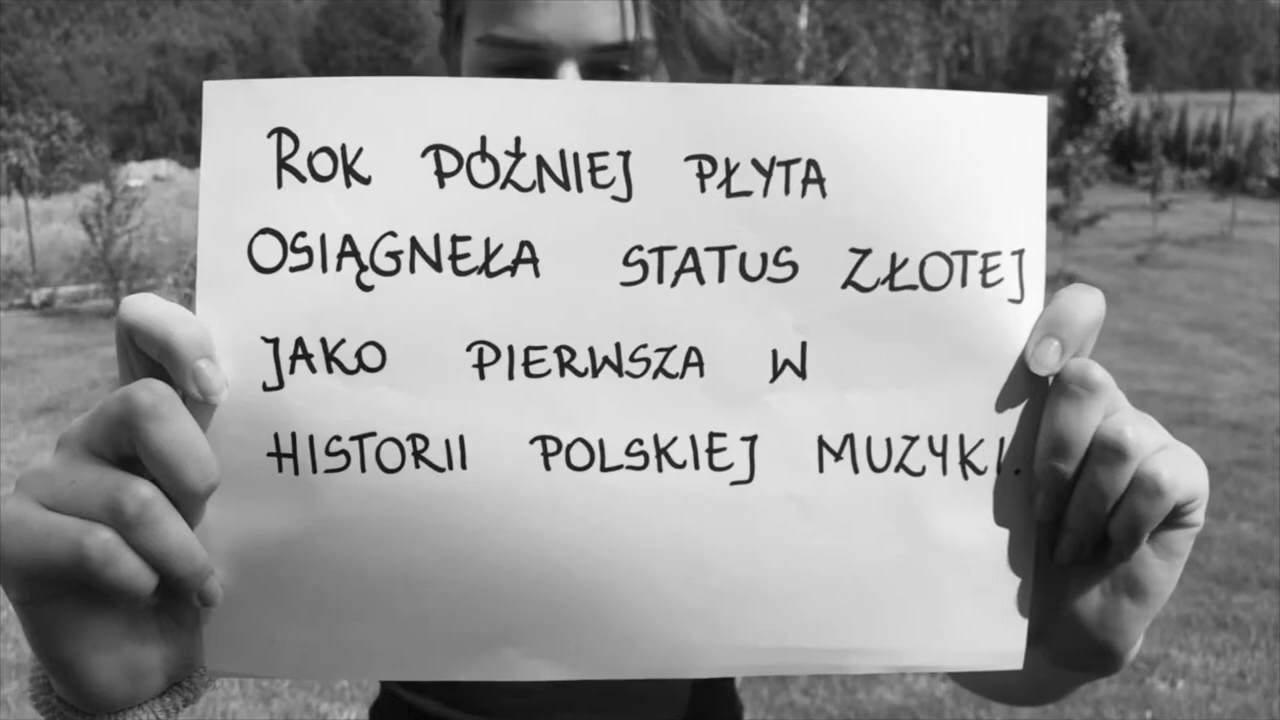 ROK PÓŹNIEJ PŁYTA
OSIĄGNEŁA STATUS ZŁOTEJ
JAKO PIERWSZA W
HISTORII POLSKIEJ MUZYKI.